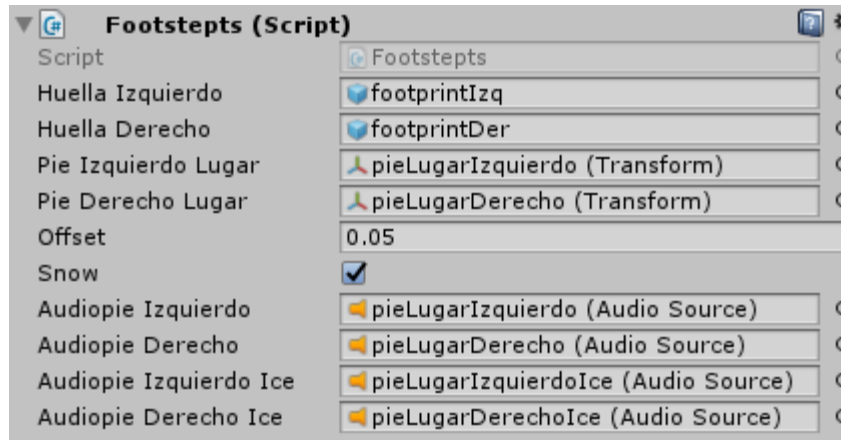 Footstepts (Script)
Script Footstepts
Huella Izquierdo footprintIzq
Huella Derecho footprintDer
Pie Izquierdo Lugar pieLugarIzquierdo (Transform)
Pie Derecho Lugar pieLugarDerecho (Transform)
Offset 0.05
Snow
Audiopie Izquierdo pieLugarIzquierdo (Audio Source)
Audiopie Derecho pieLugarDerecho (Audio Source)
Audiopie Izquierdo Ice pieLugarIzquierdoIce (Audio Source)
Audiopie Derecho Ice pieLugarDerechoIce (Audio Source)